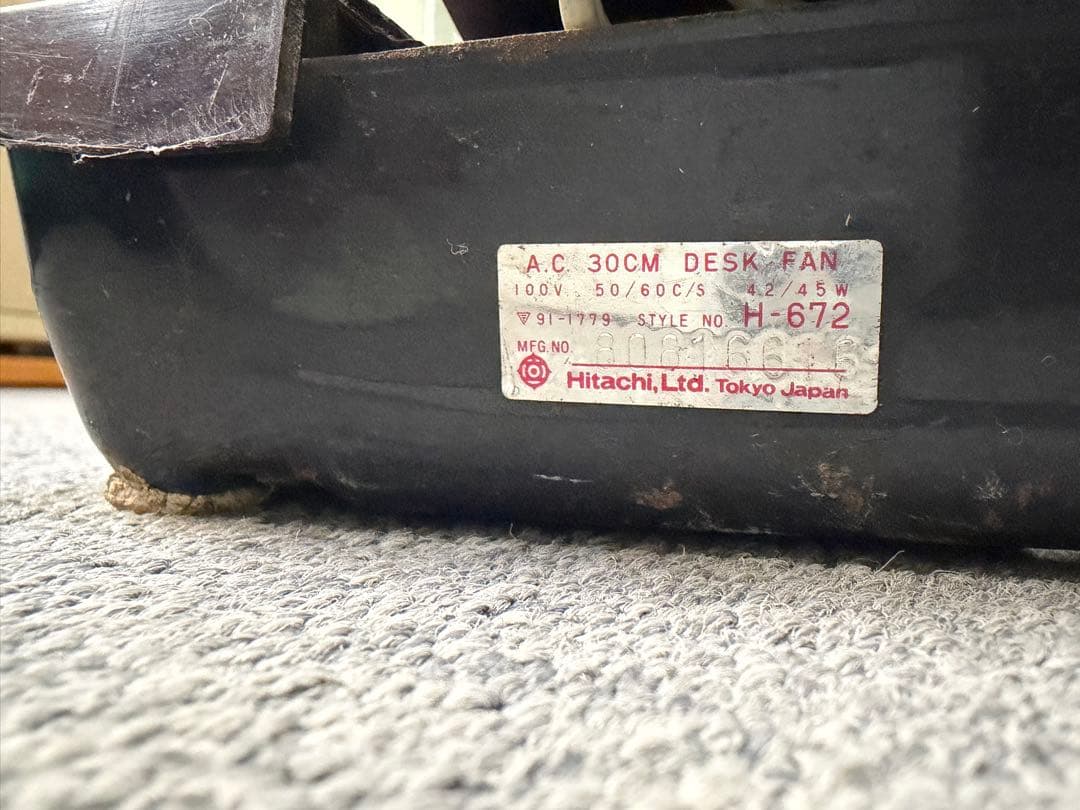 A.C. 30CM DESK FAN
100V 50/60C/S 42/45W
▽91-1779 STYLE NO. H-672
MFG.NO.
Hitachi, Ltd. Tokyo Japan